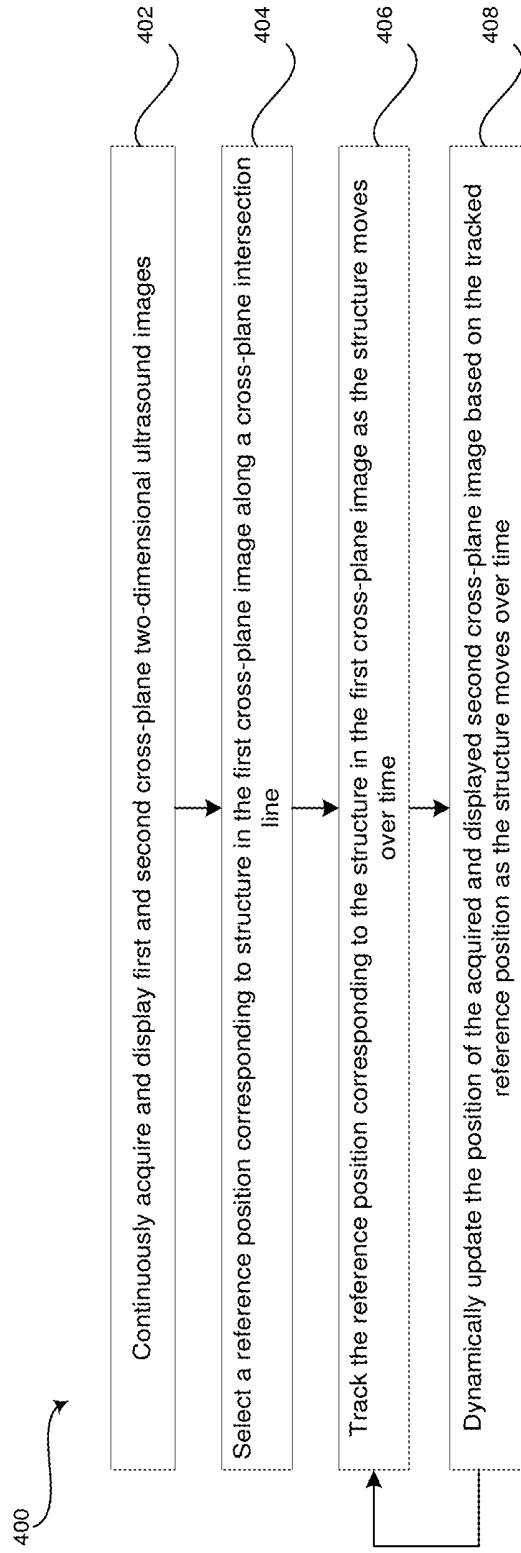 400
Continuously acquire and display first and second cross-plane two-dimensional ultrasound images
402
Select a reference position corresponding to structure in the first cross-plane image along a cross-plane intersection
line
404
Track the reference position corresponding to the structure in the first cross-plane image as the structure moves
over time
406
Dynamically update the position of the acquired and displayed second cross-plane image based on the tracked
reference position as the structure moves over time
408